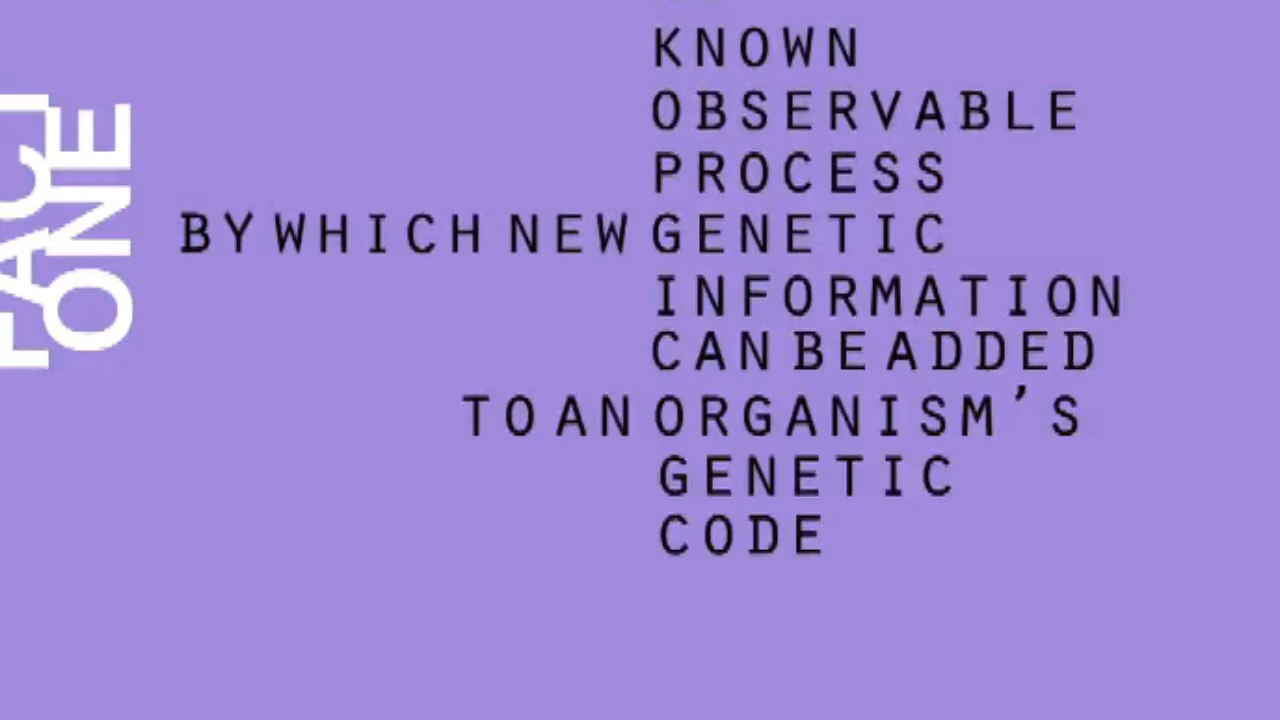 FACT
ONE
KNOWN
OBSERVABLE
PROCESS
BY WHICH NEW GENETIC
INFORMATION
CAN BE ADDED
TO AN ORGANISM'S
GENETIC
CODE